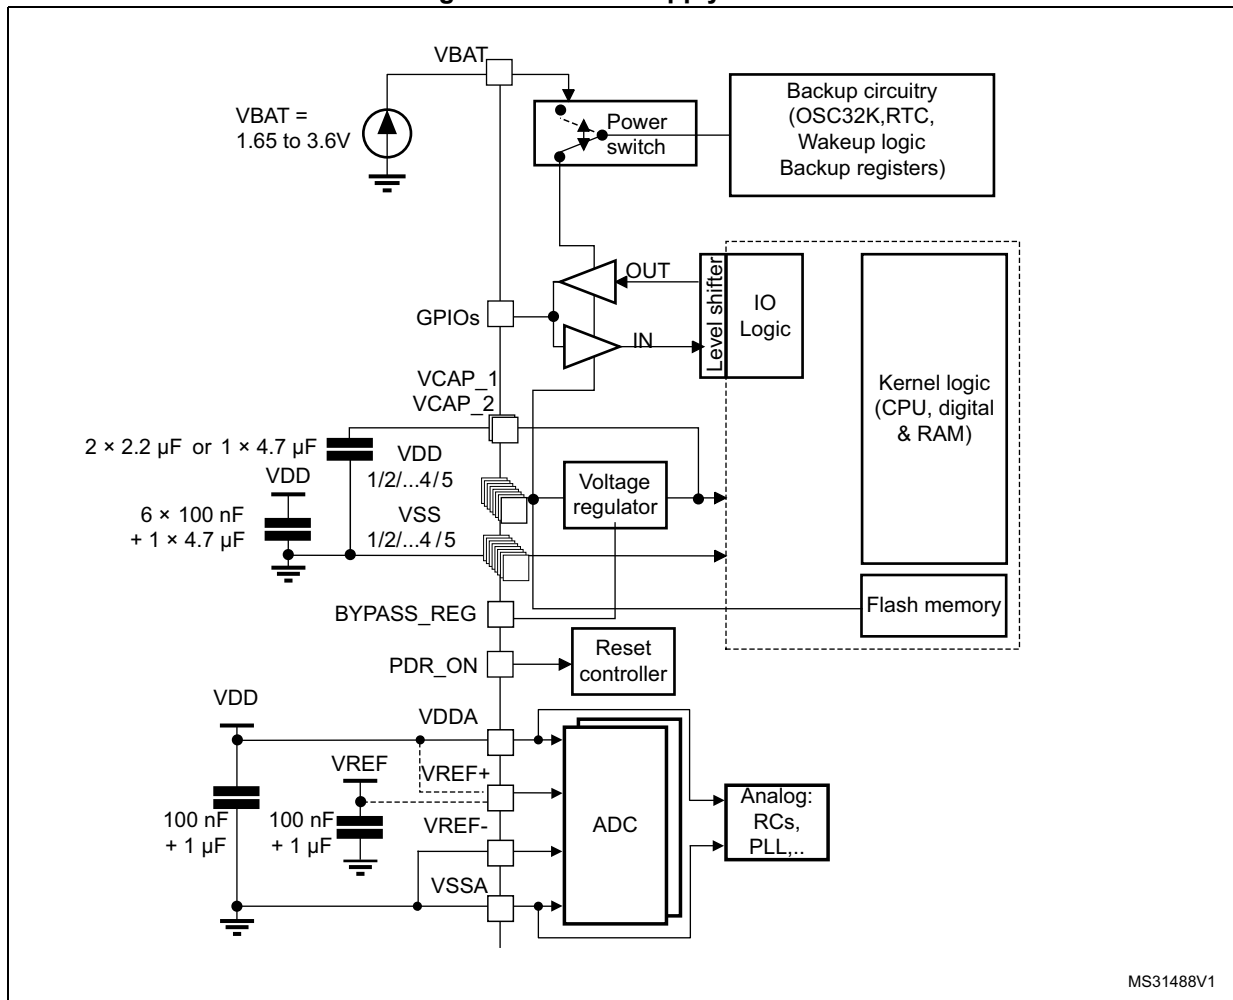 VBAT
VBAT =
1.65 to 3.6V
Power
switch
Backup circuitry
(OSC32K,RTC,
Wakeup logic
Backup registers)
OUT
GPIOs
IN
Level shifter
IO
Logic
Kernel logic
(CPU, digital
& RAM)
VCAP_1
VCAP_2
2 × 2.2 µF or 1 × 4.7 µF
VDD
1/2/...4/5
VDD
Voltage
regulator
6 × 100 nF
+ 1 × 4.7 µF
VSS
1/2/...4/5
Flash memory
BYPASS_REG
PDR_ON
Reset
controller
VDD
VDDA
VREF
VREF+
100 nF
+ 1 µF
100 nF
+ 1 µF
VREF-
VSSA
ADC
Analog:
RCs,
PLL,..
MS31488V1